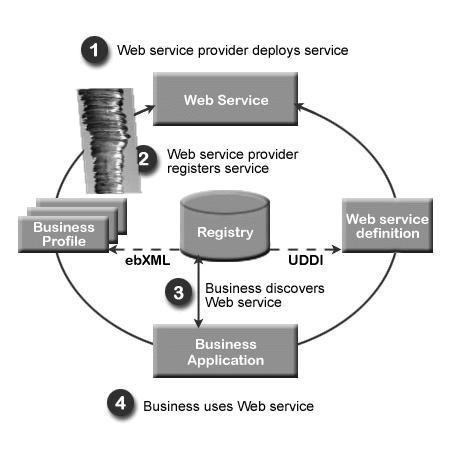 1 Web service provider deploys service
Web Service
2 Web service provider
registers service
Business
Profile
Registry
Web service
definition
ebXML
UDDI
3 Business discovers
Web service
Business
Application
4 Business uses Web service